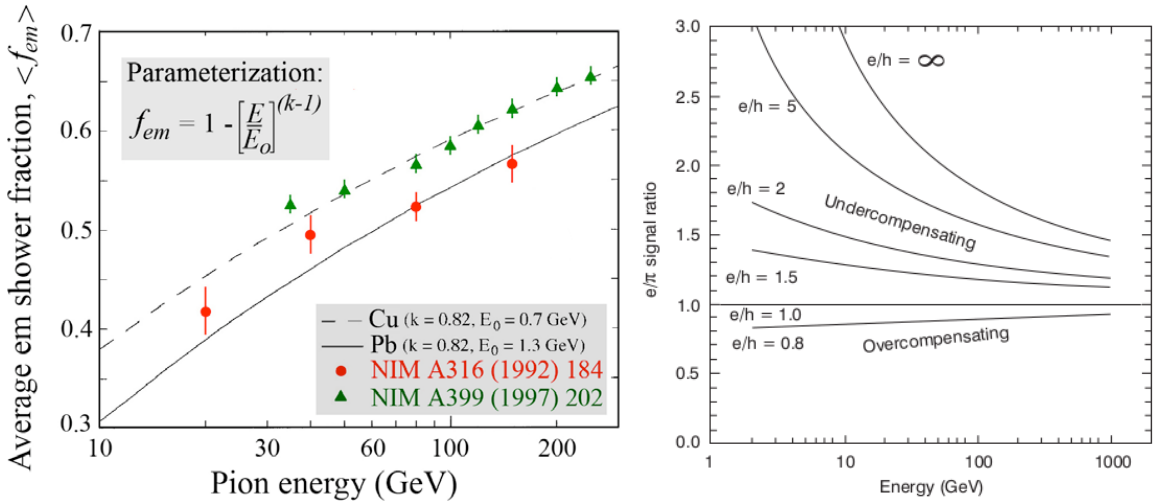 Average em shower fraction, <f_em>
0.7
0.6
0.5
0.4
0.3
Parameterization:
f_em = 1 - [E/E_o]^(k-1)
Cu (k = 0.82, E_0 = 0.7 GeV)
Pb (k = 0.82, E_0 = 1.3 GeV)
NIM A316 (1992) 184
NIM A399 (1997) 202
10 30 60 100 200
Pion energy (GeV)
e/π signal ratio
3.0
2.5
2.0
1.5
1.0
0.5
0.0
e/h = ∞
e/h = 5
e/h = 2
Undercompensating
e/h = 1.5
e/h = 1.0
e/h = 0.8
Overcompensating
1 10 100 1000
Energy (GeV)